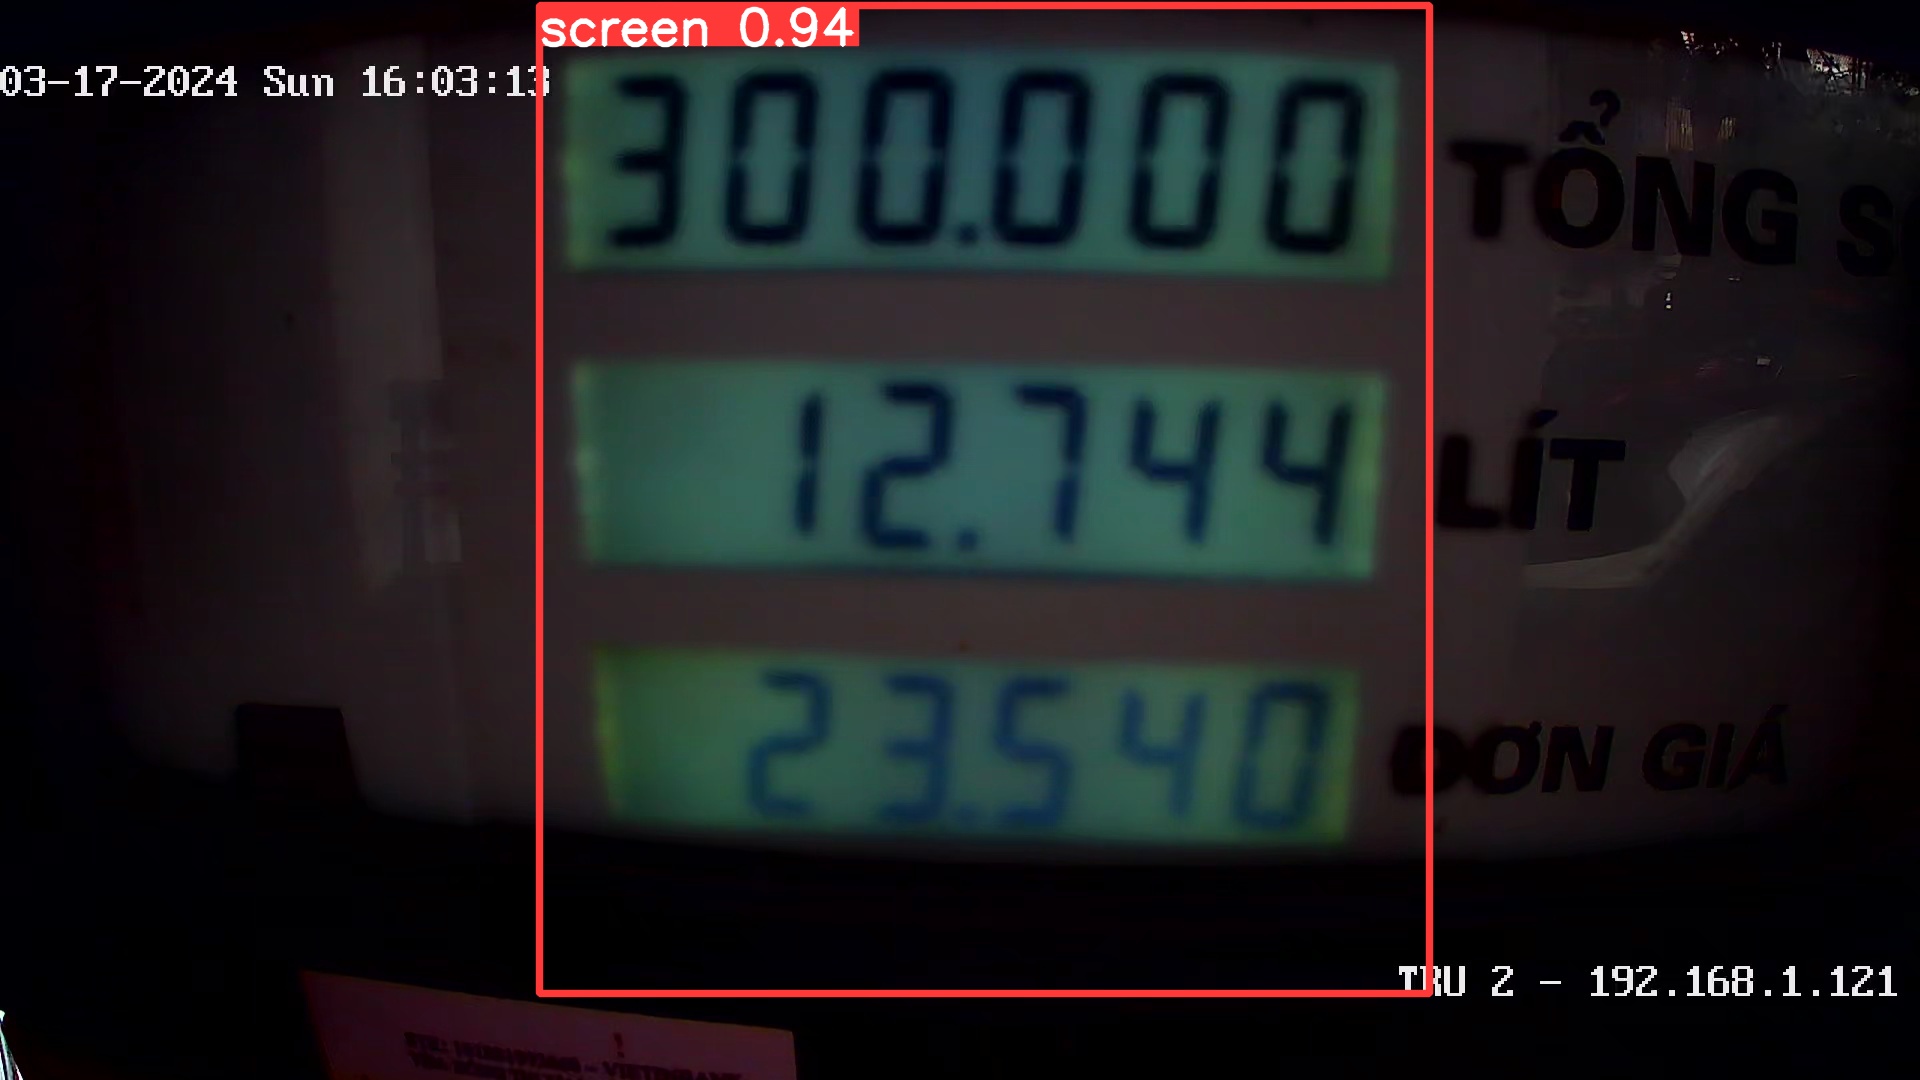 screen 0.94
03-17-2024 Sun 16:03:13
300.000
TỔNG S
12.744
LÍT
23.540
ĐƠN GIÁ
TRU 2 - 192.168.1.121
- VIETINBANK